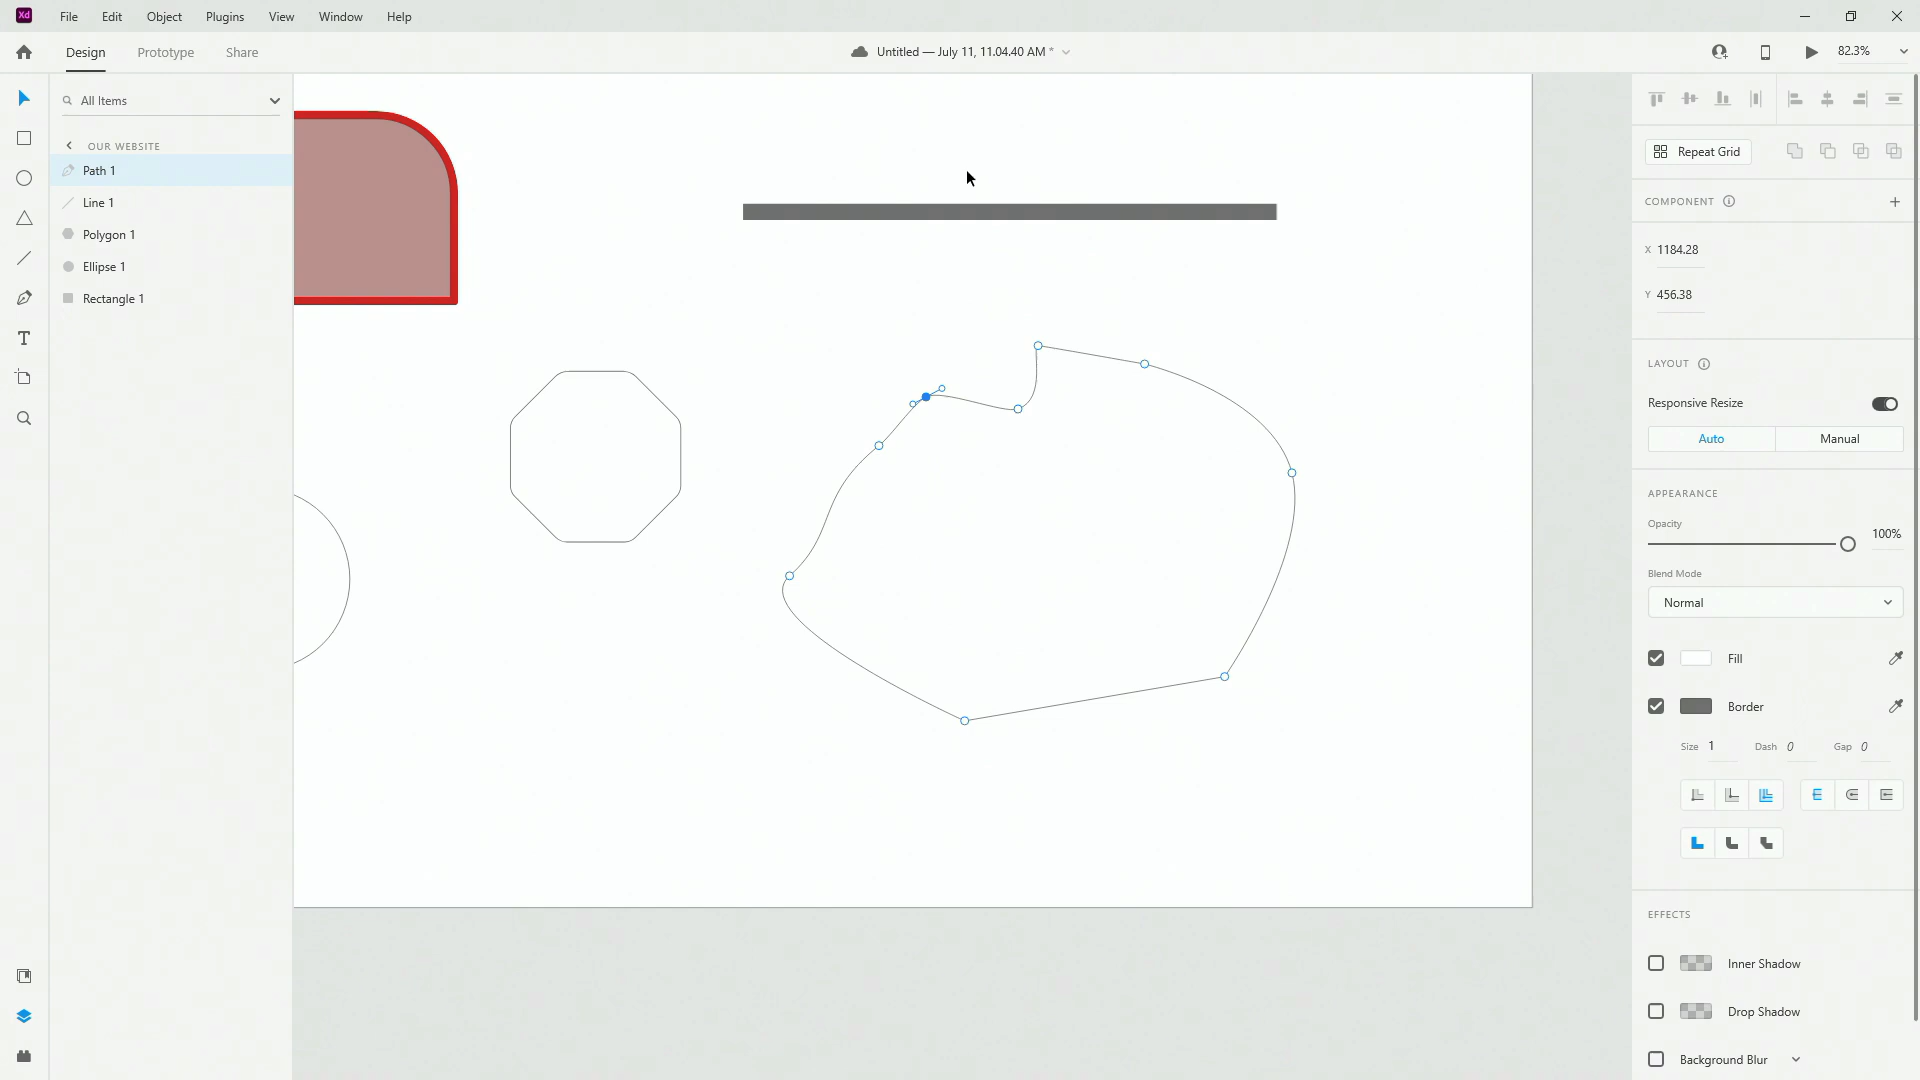 Xd File Edit Object Plugins View Window Help
Design Prototype Share Untitled — July 11, 11.04.40 AM * 82.3%
All Items
OUR WEBSITE
Path 1
Line 1
Polygon 1
Ellipse 1
Rectangle 1
T
Repeat Grid
COMPONENT
X 1184.28
Y 456.38
LAYOUT
Responsive Resize
Auto Manual
APPEARANCE
Opacity
100%
Blend Mode
Normal
Fill
Border
Size 1 Dash 0 Gap 0
EFFECTS
Inner Shadow
Drop Shadow
Background Blur